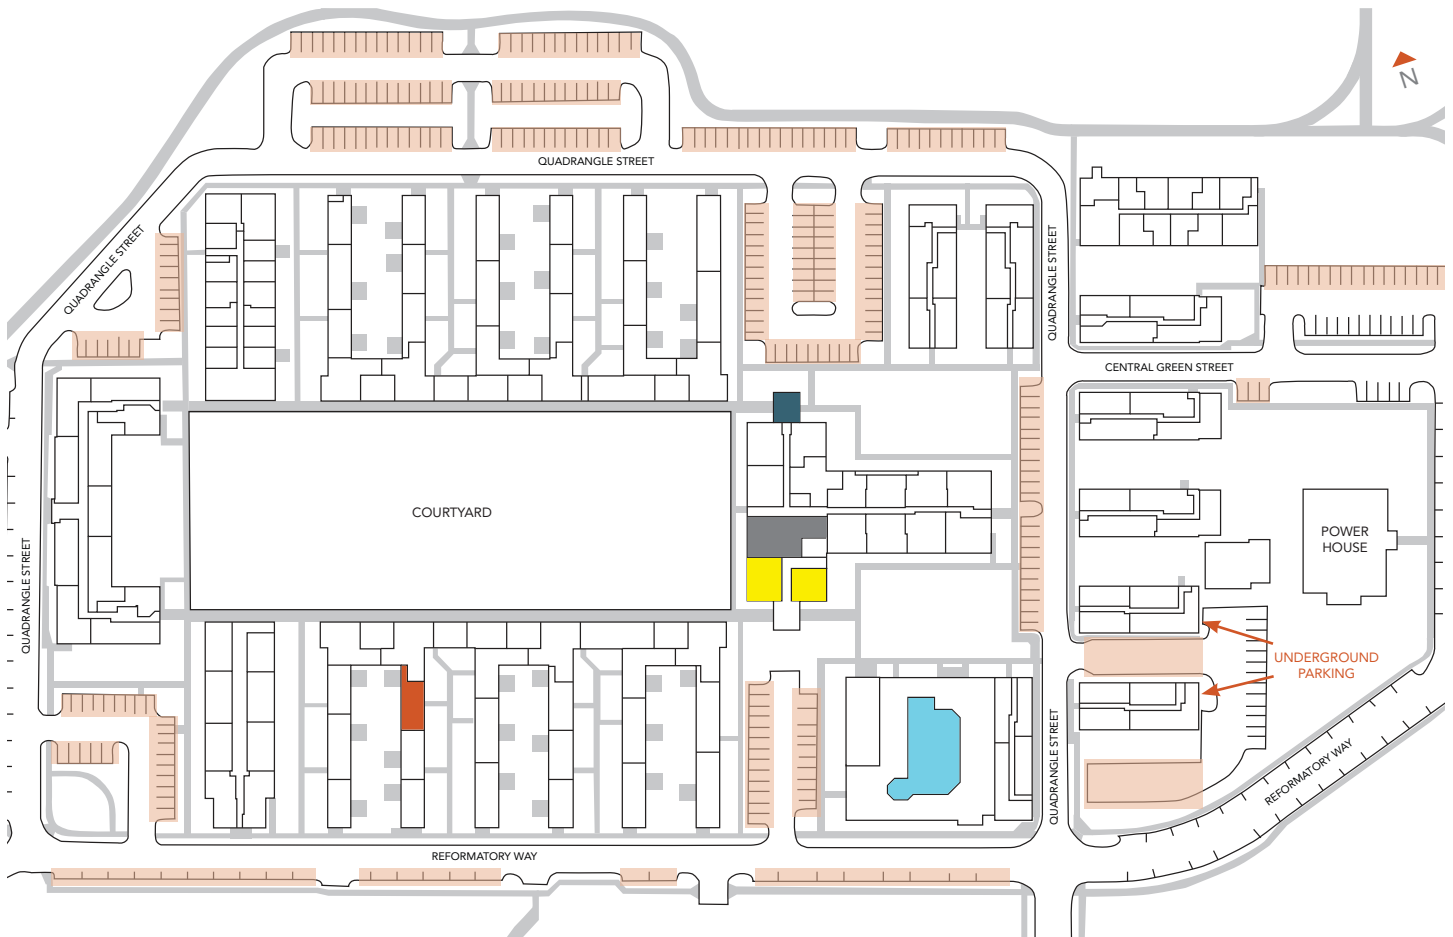 N
QUADRANGLE STREET
QUADRANGLE STREET
QUADRANGLE STREET
CENTRAL GREEN STREET
COURTYARD
POWER
HOUSE
QUADRANGLE STREET
UNDERGROUND
PARKING
QUADRANGLE STREET
REFORMATORY WAY
REFORMATORY WAY